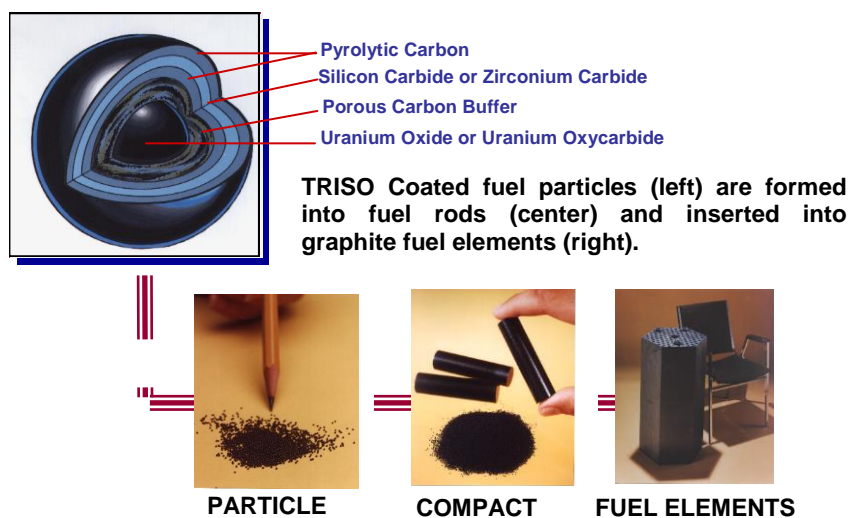 Pyrolytic Carbon
Silicon Carbide or Zirconium Carbide
Porous Carbon Buffer
Uranium Oxide or Uranium Oxycarbide
TRISO Coated fuel particles (left) are formed
into fuel rods (center) and inserted into
graphite fuel elements (right).
PARTICLE
COMPACT
FUEL ELEMENTS